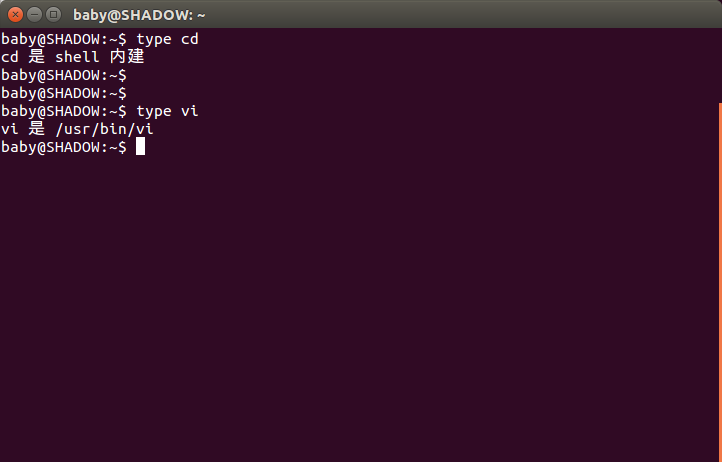 baby@SHADOW: ~
baby@SHADOW:~$ type cd
cd 是 shell 内建
baby@SHADOW:~$
baby@SHADOW:~$
baby@SHADOW:~$ type vi
vi 是 /usr/bin/vi
baby@SHADOW:~$